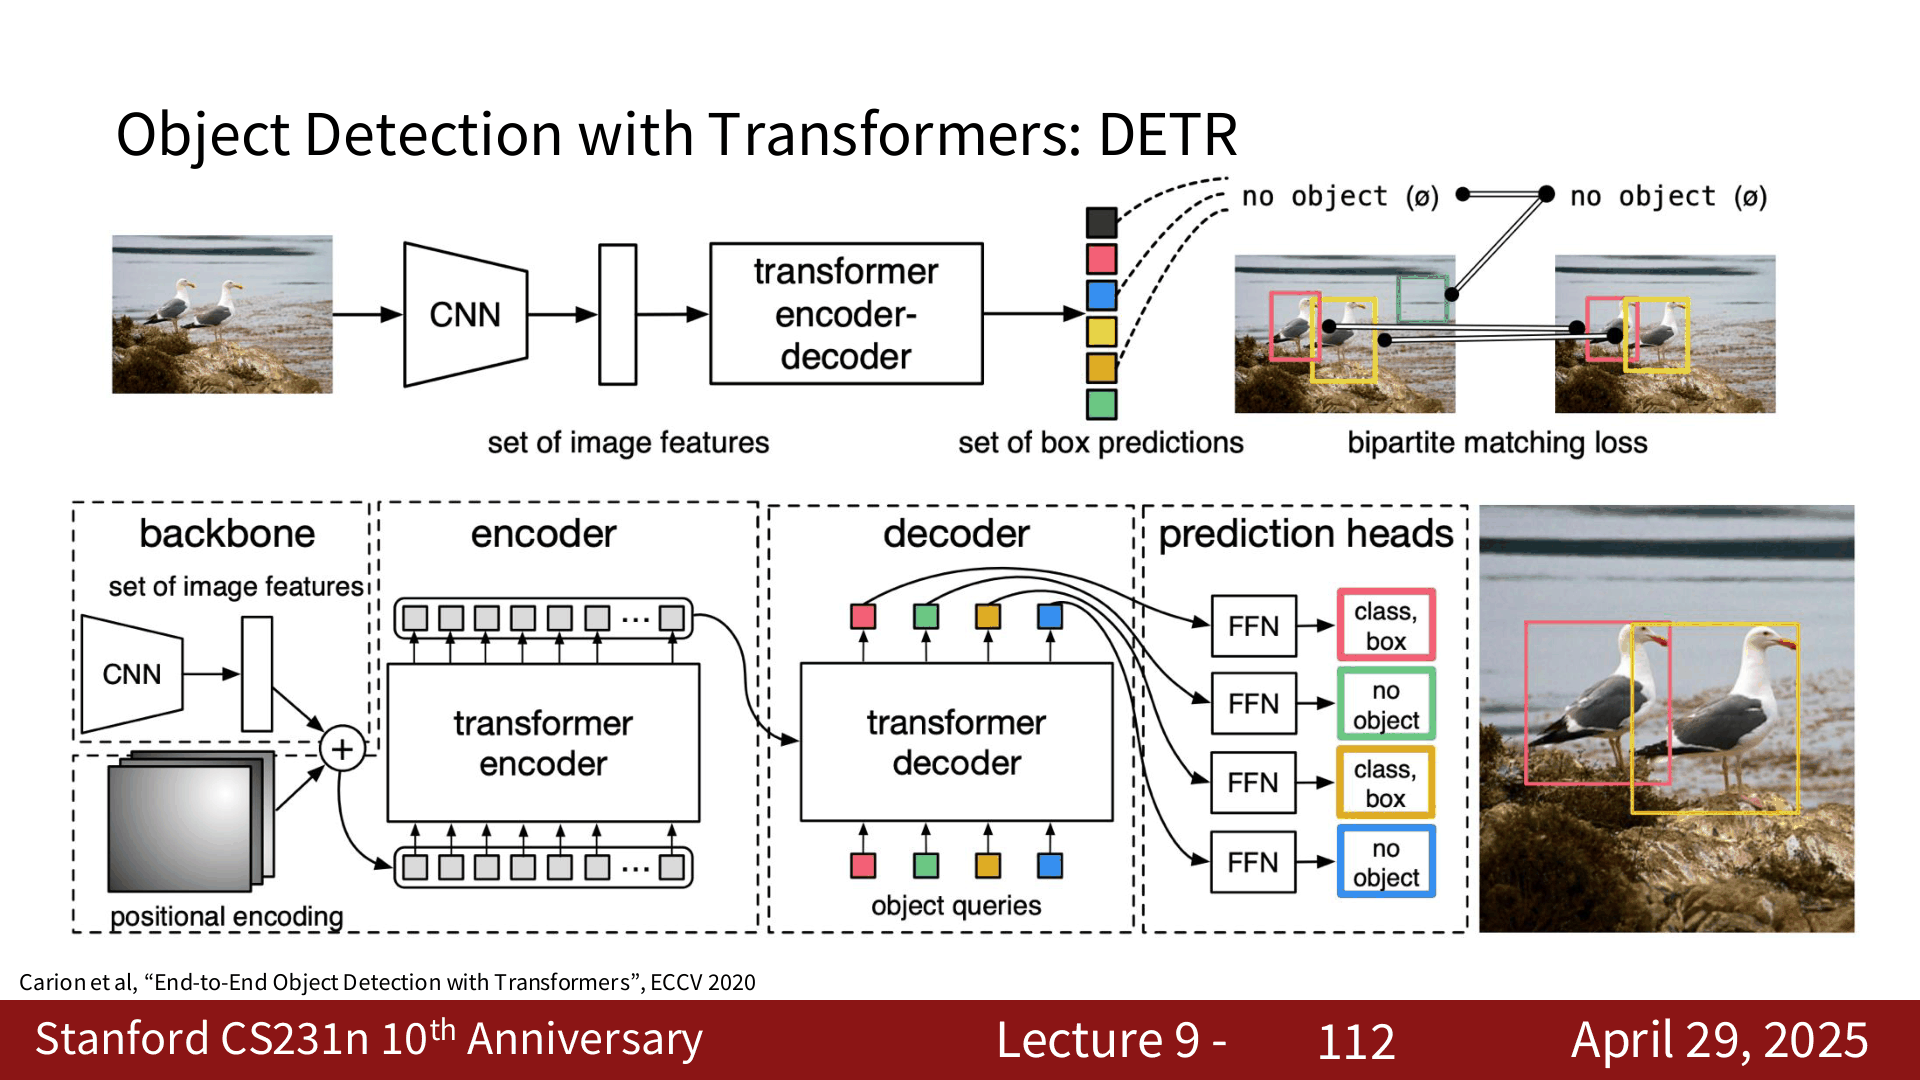 Object Detection with Transformers: DETR
no object (ø)
no object (ø)
CNN
transformer
encoder-
decoder
set of image features
set of box predictions
bipartite matching loss
backbone
set of image features
CNN
+
positional encoding
encoder
...
transformer
encoder
...
decoder
transformer
decoder
object queries
prediction heads
FFN
class,
box
FFN
no
object
FFN
class,
box
FFN
no
object
Carion et al, “End-to-End Object Detection with Transformers”, ECCV 2020
Stanford CS231n 10th Anniversary
Lecture 9 -
112
April 29, 2025